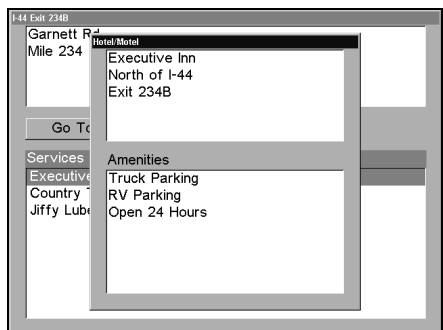 I-44 Exit 234B
Garnett
Mile 234
Go
Services
Executive
Country
Jiffy Lube
Hotel/Motel
Executive Inn
North of I-44
Exit 234B
Amenities
Truck Parking
RV Parking
Open 24 Hours